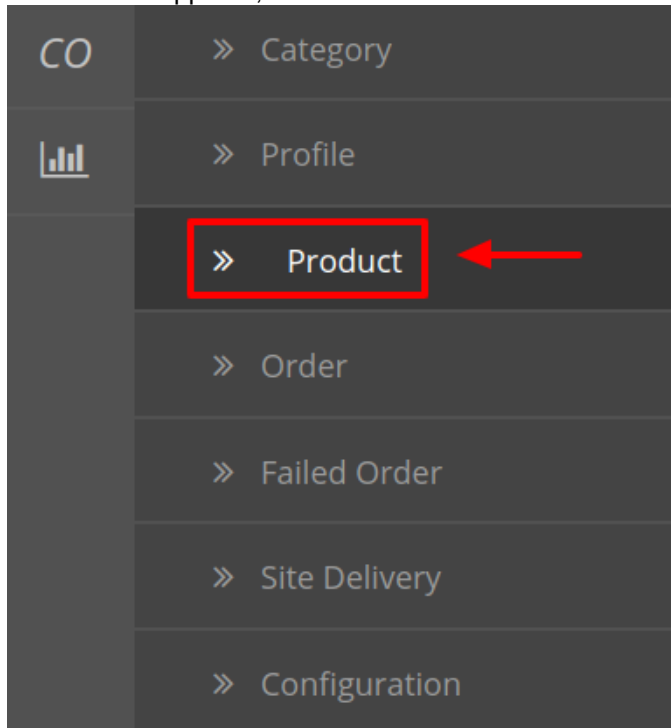 CO
» Category
» Profile
» Product
» Order
» Failed Order
» Site Delivery
» Configuration